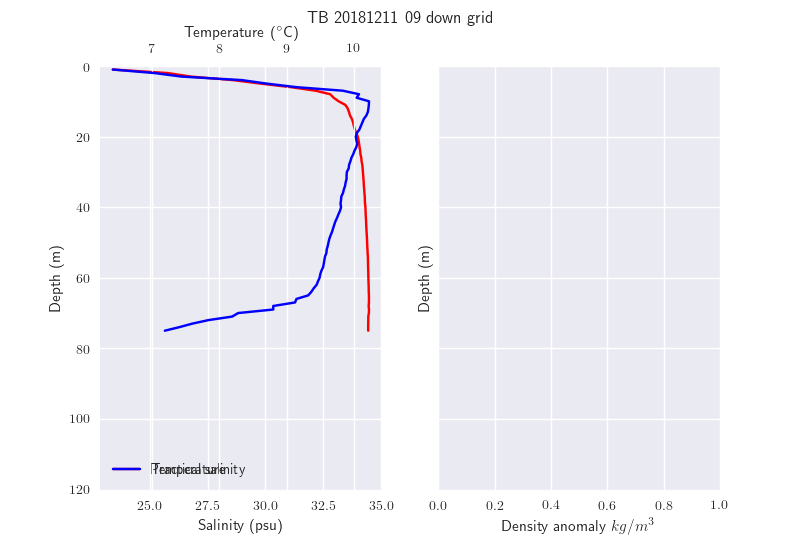 TB 20181211 09 down grid
Temperature (°C)
7 8 9 10
0
20
40
60
80
100
120
Depth (m)
25.0 27.5 30.0 32.5 35.0
Salinity (psu)
Depth (m)
0.0 0.2 0.4 0.6 0.8 1.0
Density anomaly kg/m³